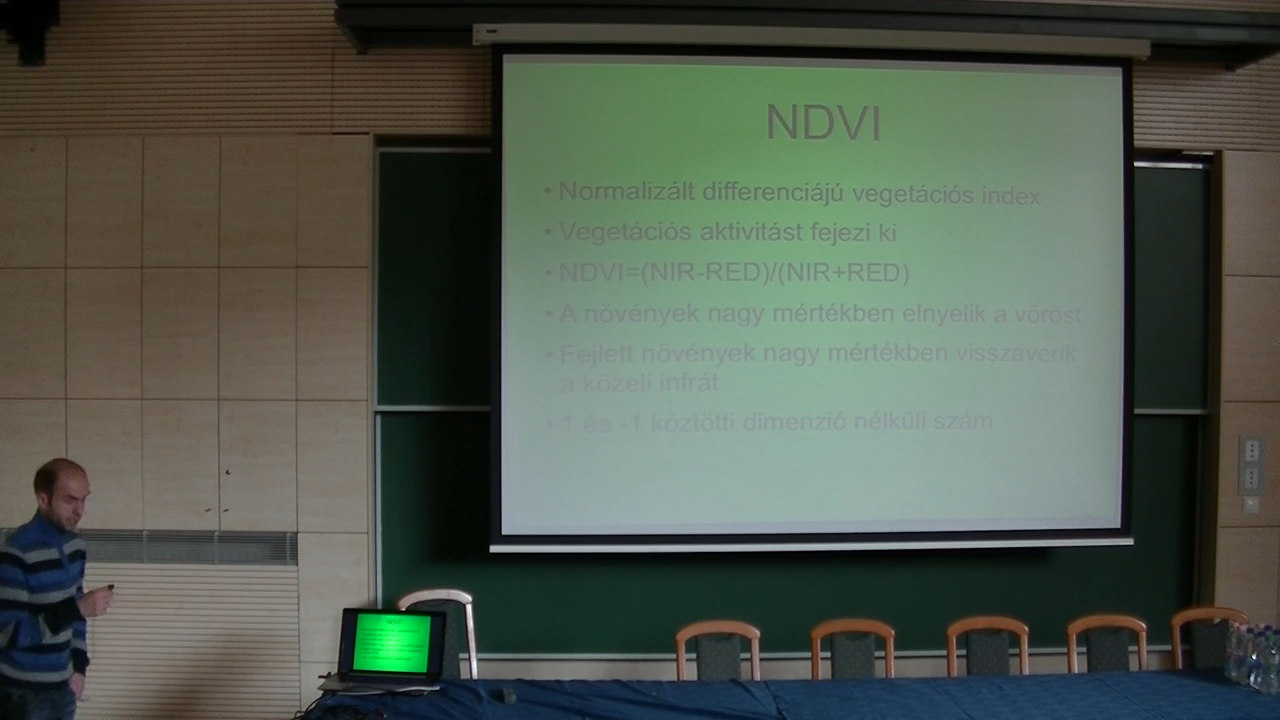 NDVI
• Normalizált differenciájú vegetációs index
• Vegetációs aktivitást fejezi ki
• NDVI=(NIR-RED)/(NIR+RED)
• A növények nagy mértékben elnyelik a vöröst
• Fejlett növények nagy mértékben visszaverik
a közeli infrát
• 1 és -1 köztötti dimenzió nélküli szám